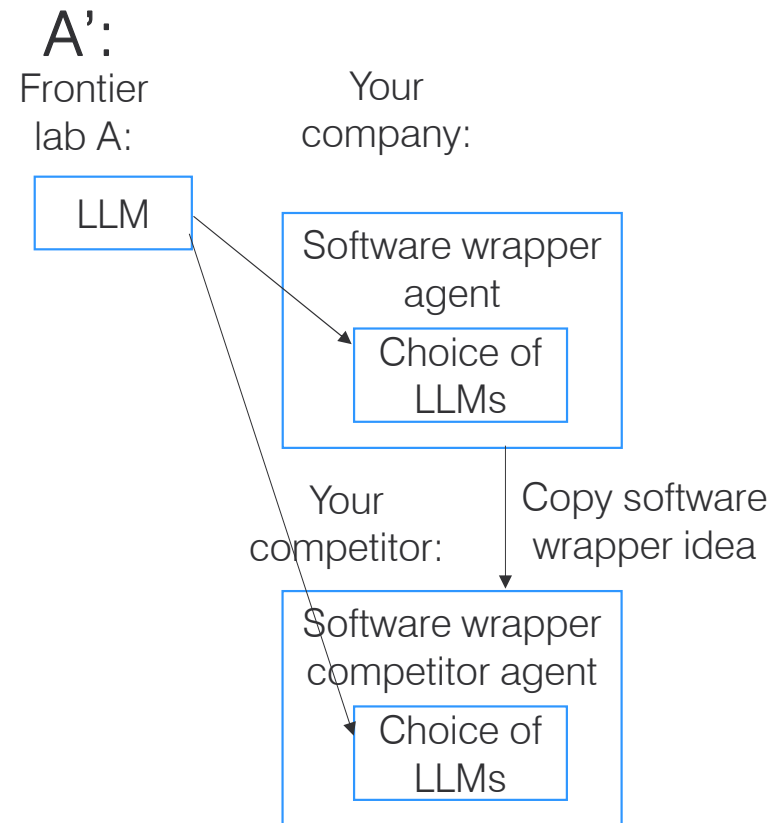 A’:
Frontier
lab A:
Your
company:
LLM
Software wrapper
agent
Choice of
LLMs
Your
competitor:
Copy software
wrapper idea
Software wrapper
competitor agent
Choice of
LLMs